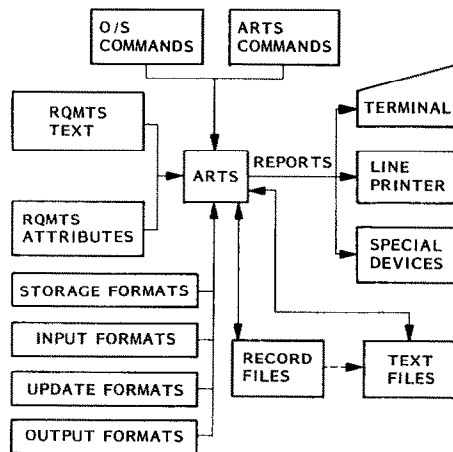 O/S
COMMANDS
ARTS
COMMANDS
RQMTS
TEXT
TERMINAL
ARTS
REPORTS
LINE
PRINTER
RQMTS
ATTRIBUTES
SPECIAL
DEVICES
STORAGE FORMATS
INPUT FORMATS
RECORD
FILES
TEXT
FILES
UPDATE FORMATS
OUTPUT FORMATS